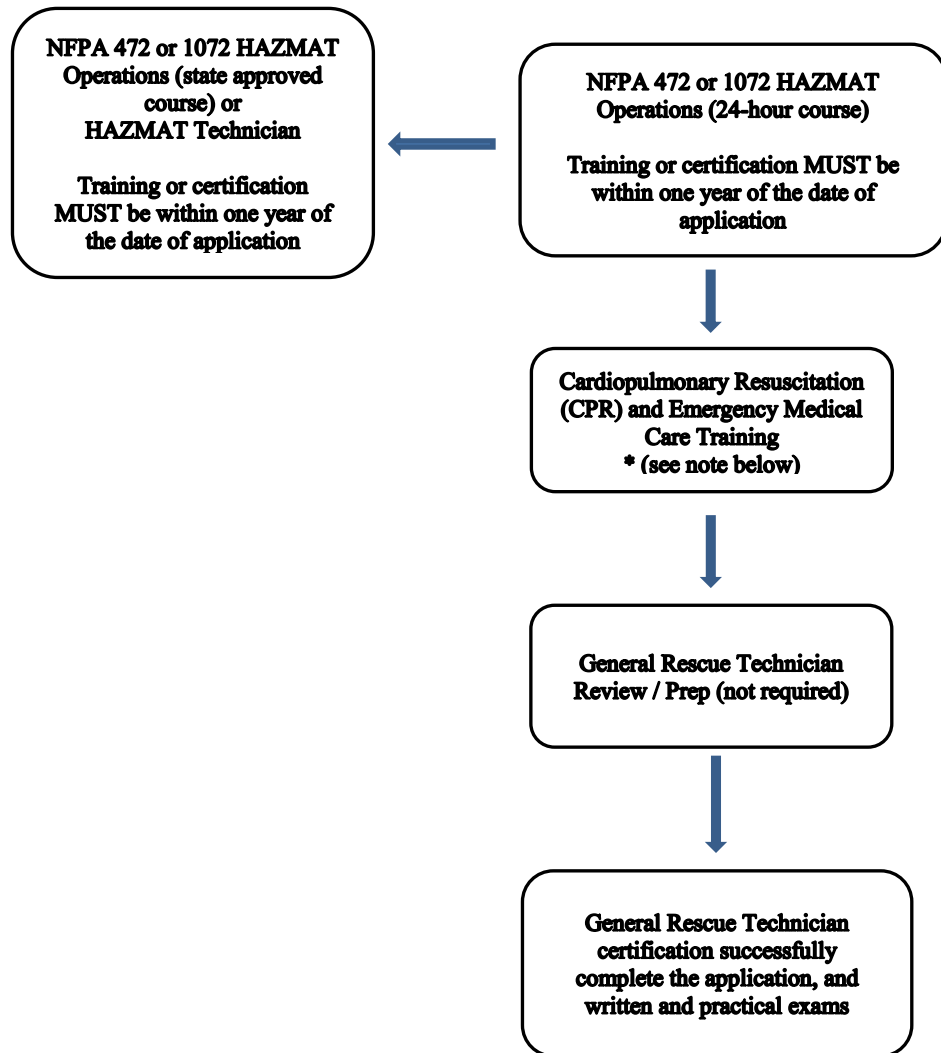 NFPA 472 or 1072 HAZMAT
Operations (state approved
course) or
HAZMAT Technician
Training or certification
MUST be within one year of
the date of application
NFPA 472 or 1072 HAZMAT
Operations (24-hour course)
Training or certification MUST be
within one year of the date of
application
Cardiopulmonary Resuscitation
(CPR) and Emergency Medical
Care Training
* (see note below)
General Rescue Technician
Review / Prep (not required)
General Rescue Technician
certification successfully
complete the application, and
written and practical exams